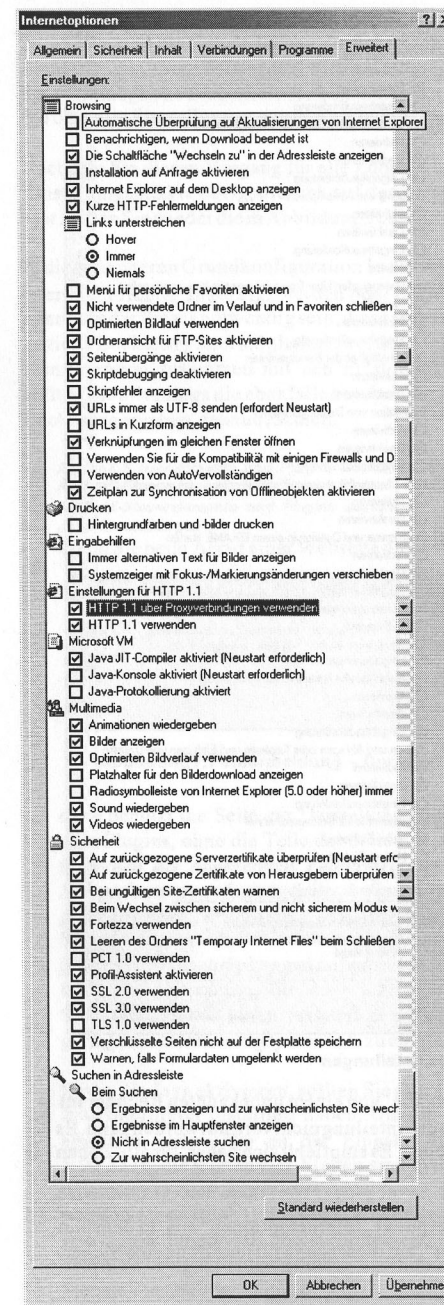 Internetoptionen
Allgemein Sicherheit Inhalt Verbindungen Programme Erweitert
Einstellungen:
Browsing
Automatische Überprüfung auf Aktualisierungen von Internet Explorer
Benachrichtigen, wenn Download beendet ist
Die Schaltfläche "Wechseln zu" in der Adressleiste anzeigen
Installation auf Anfrage aktivieren
Internet Explorer auf dem Desktop anzeigen
Kurze HTTP-Fehlermeldungen anzeigen
Links unterstreichen
Hover
Immer
Niemals
Menü für persönliche Favoriten aktivieren
Nicht verwendete Ordner im Verlauf und in Favoriten schließen
Optimierten Bildlauf verwenden
Ordneransicht für FTP-Sites aktivieren
Seitenübergänge aktivieren
Skriptdebugging deaktivieren
Skriptfehler anzeigen
URLs immer als UTF-8 senden (erfordert Neustart)
URLs in Kurzform anzeigen
Verknüpfungen im gleichen Fenster öffnen
Verwenden Sie für die Kompatibilität mit einigen Firewalls und D
Verwenden von AutoVervollständigen
Zeitplan zur Synchronisation von Offlineobjekten aktivieren
Drucken
Hintergrundfarben und -bilder drucken
Eingabehilfen
Immer alternativen Text für Bilder anzeigen
Systemzeiger mit Fokus-/Markierungsänderungen verschieben
Einstellungen für HTTP 1.1
HTTP 1.1 über Proxyverbindungen verwenden
HTTP 1.1 verwenden
Microsoft VM
Java JIT-Compiler aktiviert (Neustart erforderlich)
Java-Konsole aktiviert (Neustart erforderlich)
Java-Protokollierung aktiviert
Multimedia
Animationen wiedergeben
Bilder anzeigen
Optimierten Bildverlauf verwenden
Platzhalter für den Bilderdownload anzeigen
Radiosymbolleiste von Internet Explorer (5.0 oder höher) immer
Sound wiedergeben
Videos wiedergeben
Sicherheit
Auf zurückgezogene Serverzertifikate überprüfen (Neustart erfc
Auf zurückgezogene Zertifikate von Herausgebern überprüfen
Bei ungültigen Site-Zertifikaten warnen
Beim Wechsel zwischen sicherem und nicht sicherem Modus w
Fortezza verwenden
Leeren des Ordners "Temporary Internet Files" beim Schließen
PCT 1.0 verwenden
Profil-Assistent aktivieren
SSL 2.0 verwenden
SSL 3.0 verwenden
TLS 1.0 verwenden
Verschlüsselte Seiten nicht auf der Festplatte speichern
Warnen, falls Formulardaten umgelenkt werden
Suchen in Adressleiste
Beim Suchen
Ergebnisse anzeigen und zur wahrscheinlichsten Site wech
Ergebnisse im Hauptfenster anzeigen
Nicht in Adressleiste suchen
Zur wahrscheinlichsten Site wechseln
Standard wiederherstellen
OK Abbrechen Übernehme